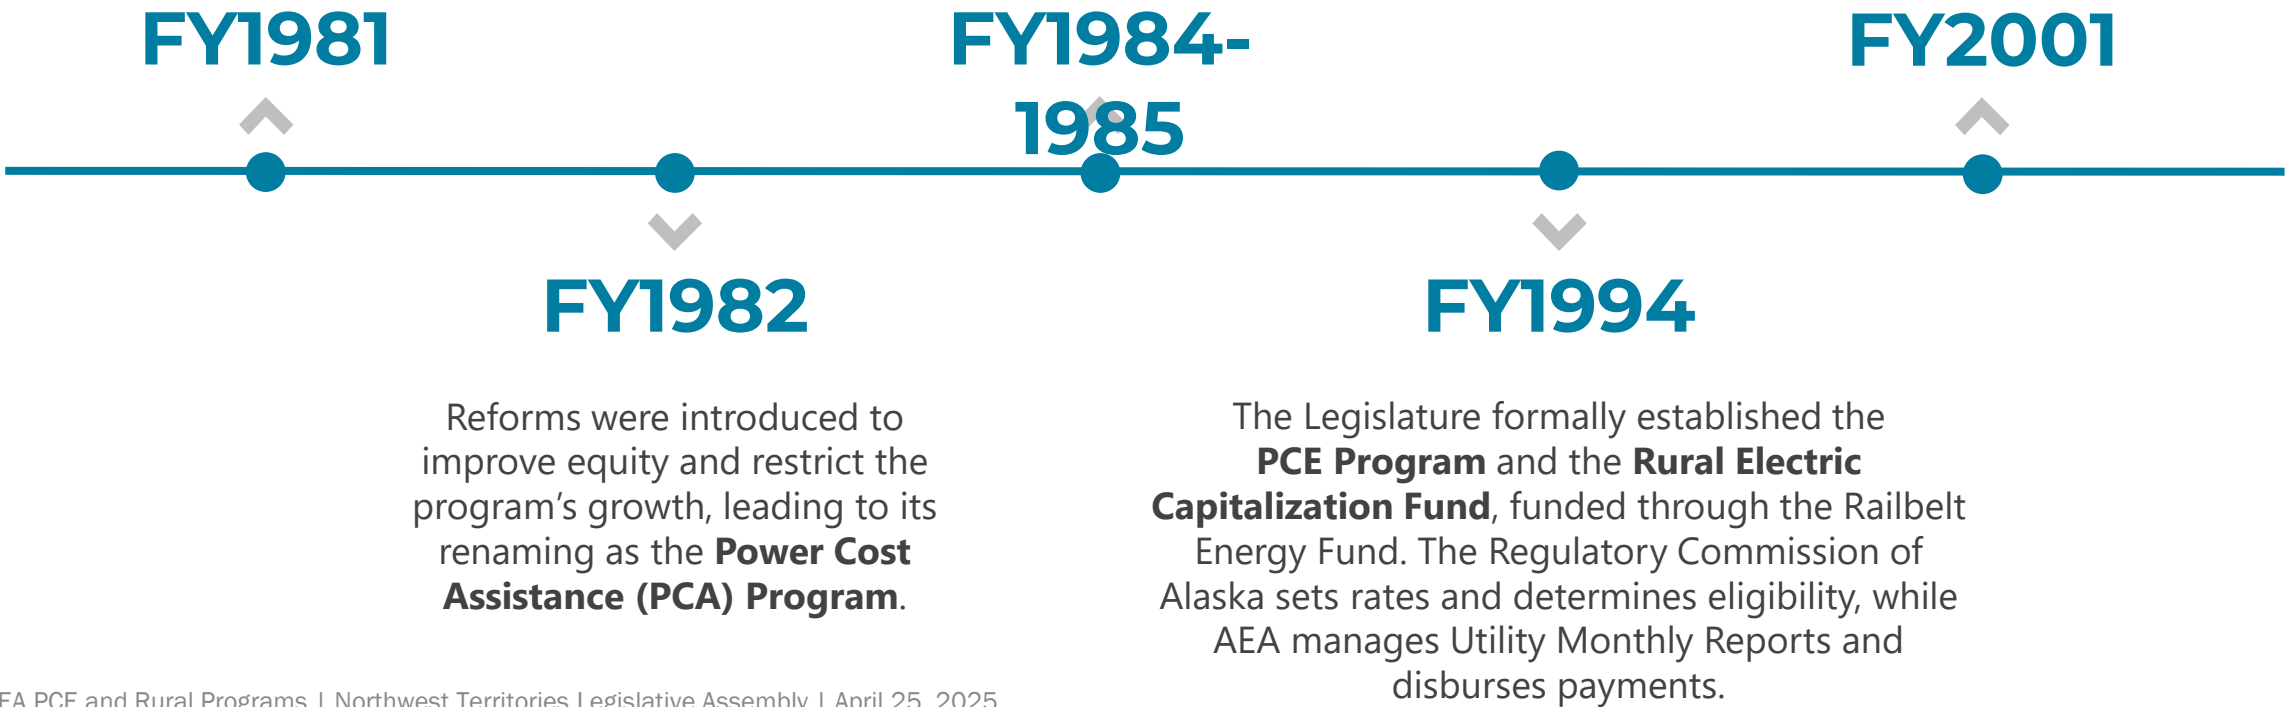 FY1981
FY1984-
1985
FY2001
FY1982
FY1994
Reforms were introduced to
improve equity and restrict the
program’s growth, leading to its
renaming as the Power Cost
Assistance (PCA) Program.
The Legislature formally established the
PCE Program and the Rural Electric
Capitalization Fund, funded through the Railbelt
Energy Fund. The Regulatory Commission of
Alaska sets rates and determines eligibility, while
AEA manages Utility Monthly Reports and
disburses payments.
EA PCE and Rural Programs | Northwest Territories Legislative Assembly | April 25, 2025